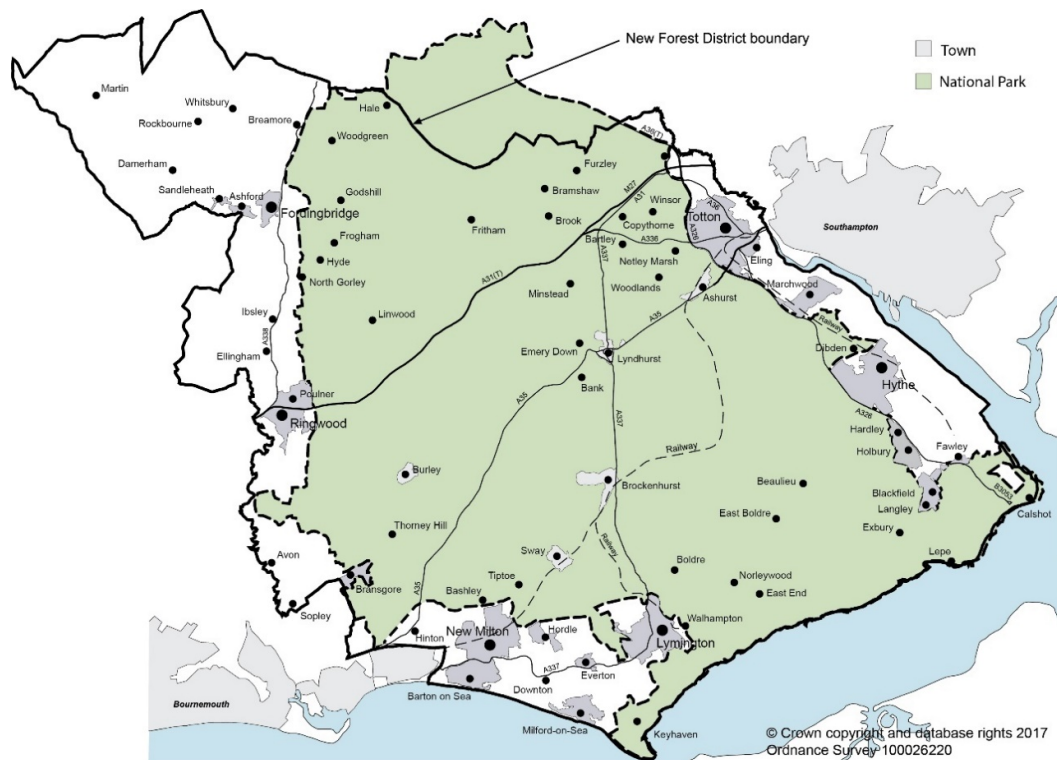 New Forest District boundary
Town
National Park
Martin
Whitsbury
Rockbourne
Breamore
Hale
Woodgreen
A36(T)
Damerham
Sandleheath
Ashford
Fordingbridge
Godshill
Furzley
Bramshaw
M27
A31
Winsor
Copythorne
A36
Totton
Southampton
Frogham
Fritham
Brook
Bartley
A336
A326
Eling
Hyde
North Gorley
A31(T)
A337
Netley Marsh
Woodlands
Marchwood
Minstead
Ashurst
Ibsley
Linwood
A35
Railway
A338
Ellingham
Emery Down
Lyndhurst
Dibden
Bank
Hythe
Poulner
Ringwood
A35
A337
A326
Hardley
Holbury
Fawley
Railway
Burley
Brockenhurst
Beaulieu
Blackfield
Langley
B3053
Calshot
Thorney Hill
East Boldre
Exbury
Avon
Sway
Railway
Boldre
Lepe
Bransgore
Tiptoe
Norleywood
East End
A35
Bashley
Sopley
Walhampton
Hinton
New Milton
Hordle
Lymington
A337
Everton
Barton on Sea
Downton
Bournemouth
Milford-on-Sea
Keyhaven
© Crown copyright and database rights 2017
Ordnance Survey 100026220